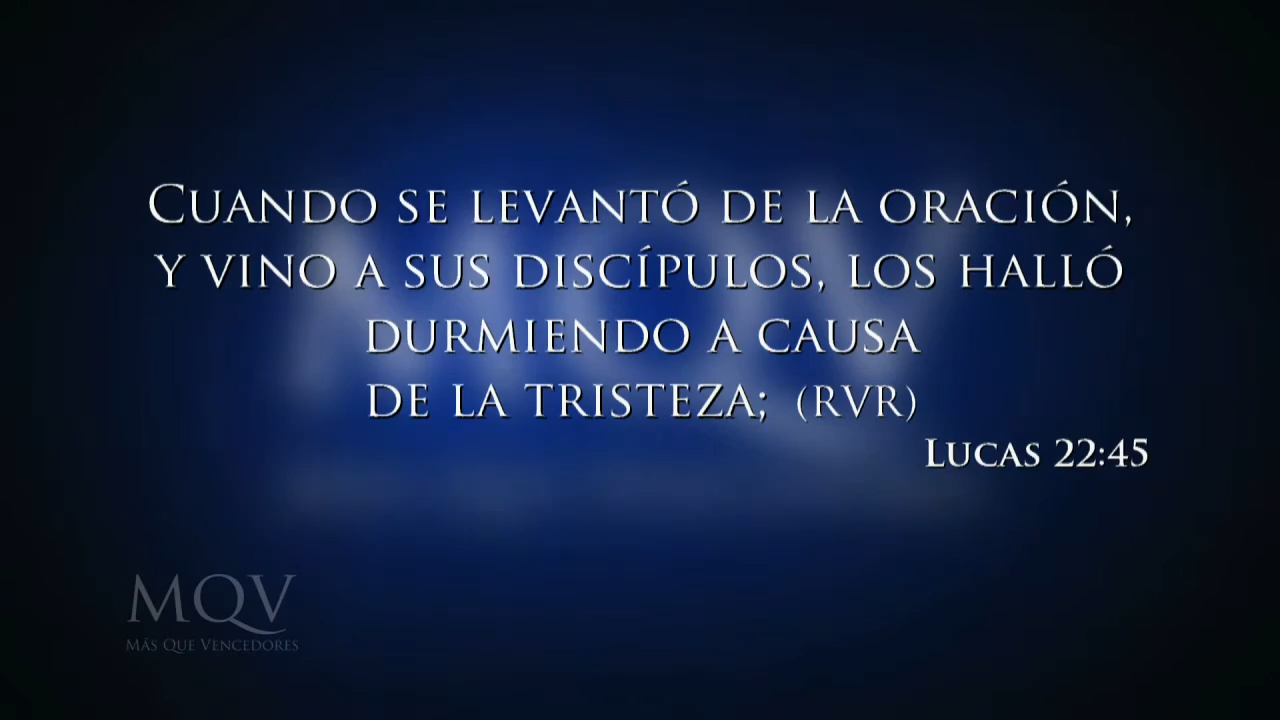 Cuando se levantó de la oración,
y vino a sus discípulos, los halló
durmiendo a causa
de la tristeza; (RVR)
Lucas 22:45
MQV
Más Que Vencedores